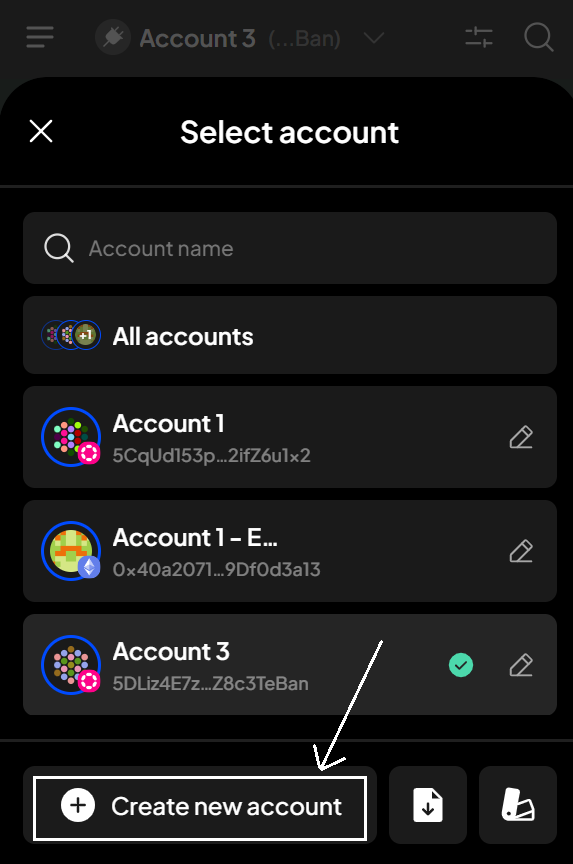 Account 3 (...Ban)
Select account
Account name
+1 All accounts
Account 1
5CqUd153p...2ifZ6u1x2
Account 1 - E...
0x40a2071...9Df0d3a13
Account 3
5DLiz4E7z...Z8c3TeBan
Create new account